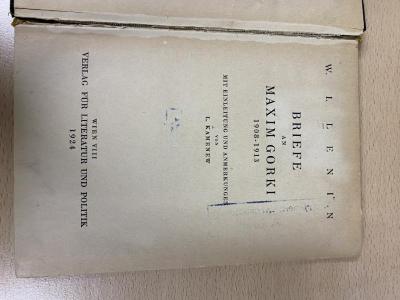 W. I. LENIN
BRIEFE
AN
MAXIM GORKI
1908-1913
MIT EINLEITUNG UND ANMERKUNGEN
VON
L. KAMENEW
WIEN VIII
VERLAG FÜR LITERATUR UND POLITIK
1924